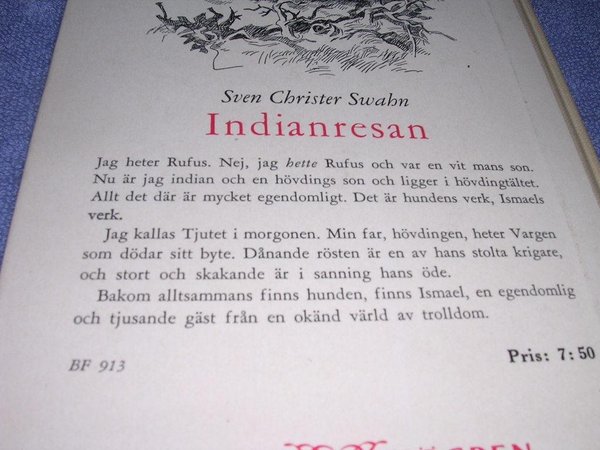 Sven Christer Swahn
Indianresan
Jag heter Rufus. Nej, jag hette Rufus och var en vit mans son.
Nu är jag indian och en hövdings son och ligger i hövdingtältet.
Allt det där är mycket egendomligt. Det är hundens verk, Ismaels
verk.
Jag kallas Tjutet i morgonen. Min far, hövdingen, heter Vargen
som dödar sitt byte. Dånande rösten är en av hans stolta krigare,
och stort och skakande är i sanning hans öde.
Bakom alltsammans finns hunden, finns Ismael, en egendomlig
och tjusande gäst från en okänd värld av trolldom.
BF 913
Pris: 7:50